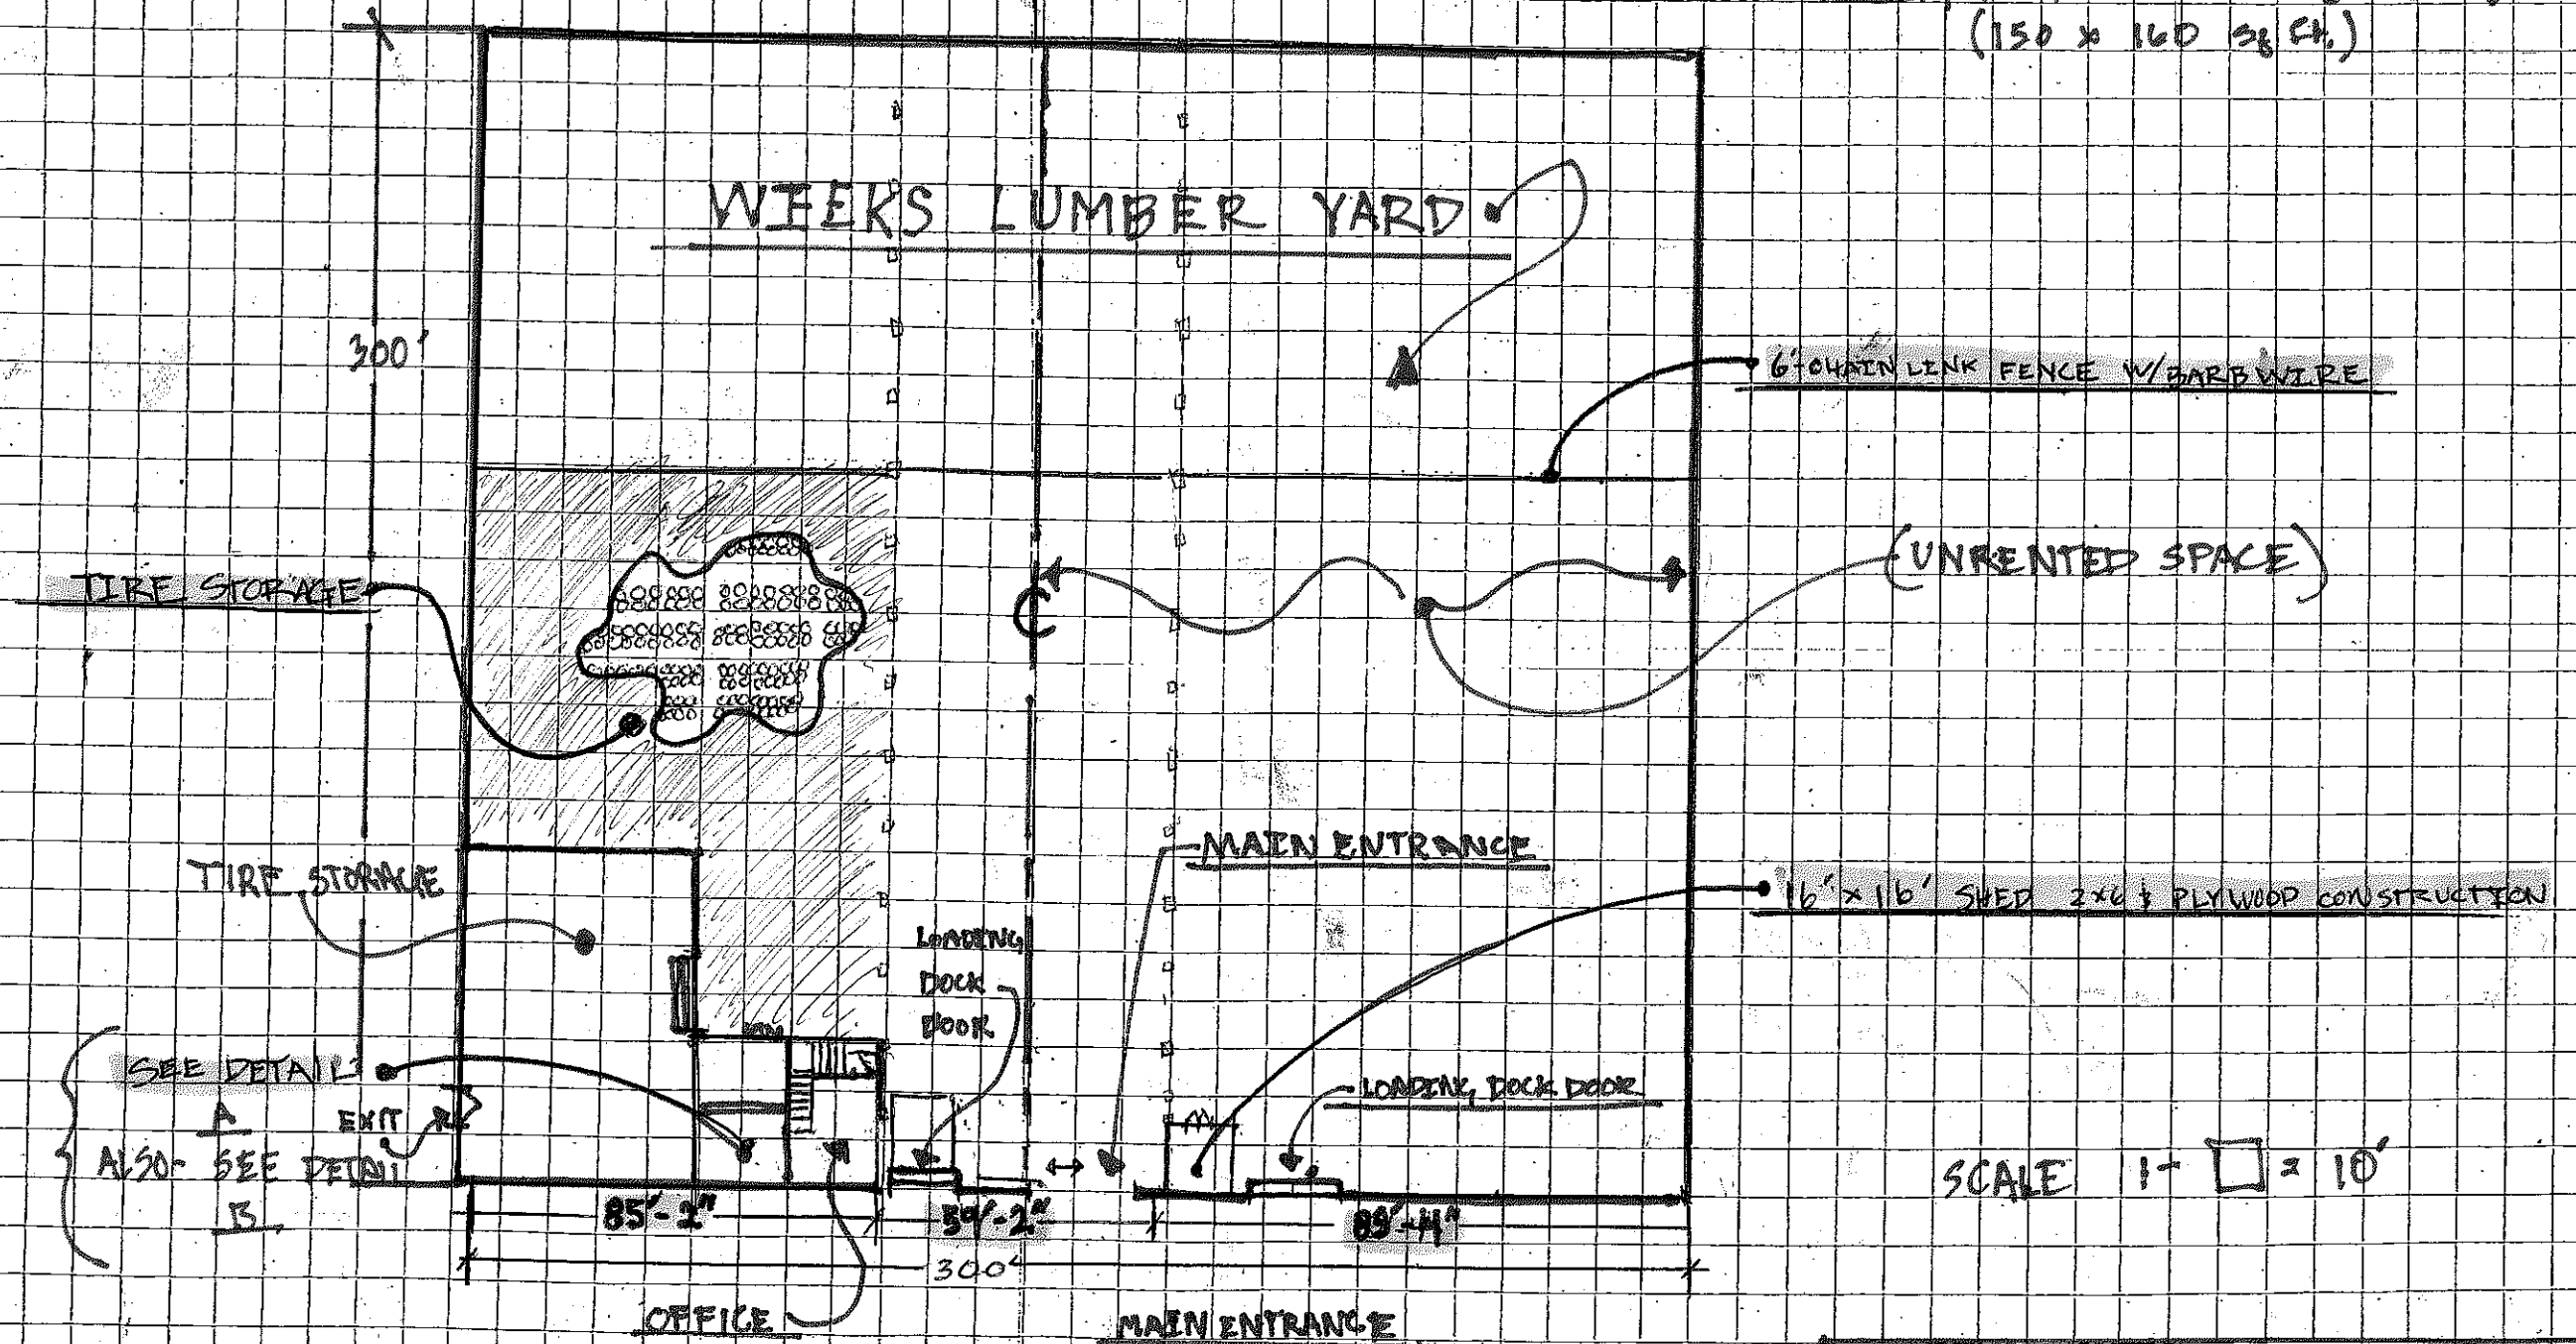 (150 x 160 sq ft.)
WEEKS LUMBER YARD
300'
6' CHAIN LINK FENCE W/ BARB WIRE
(UNRENTED SPACE)
TIRE STORAGE
MAIN ENTRANCE
TIRE STORAGE
16' x 16' SHED 2x6 & PLYWOOD CONSTRUCTION
LOADING
DOCK
DOOR
SEE DETAIL
A
EXIT
LOADING DOCK DOOR
ALSO- SEE DETAIL
B
SCALE 1- = 10'
85'-2"
59'-2"
89'-4"
300'
OFFICE
MAIN ENTRANCE